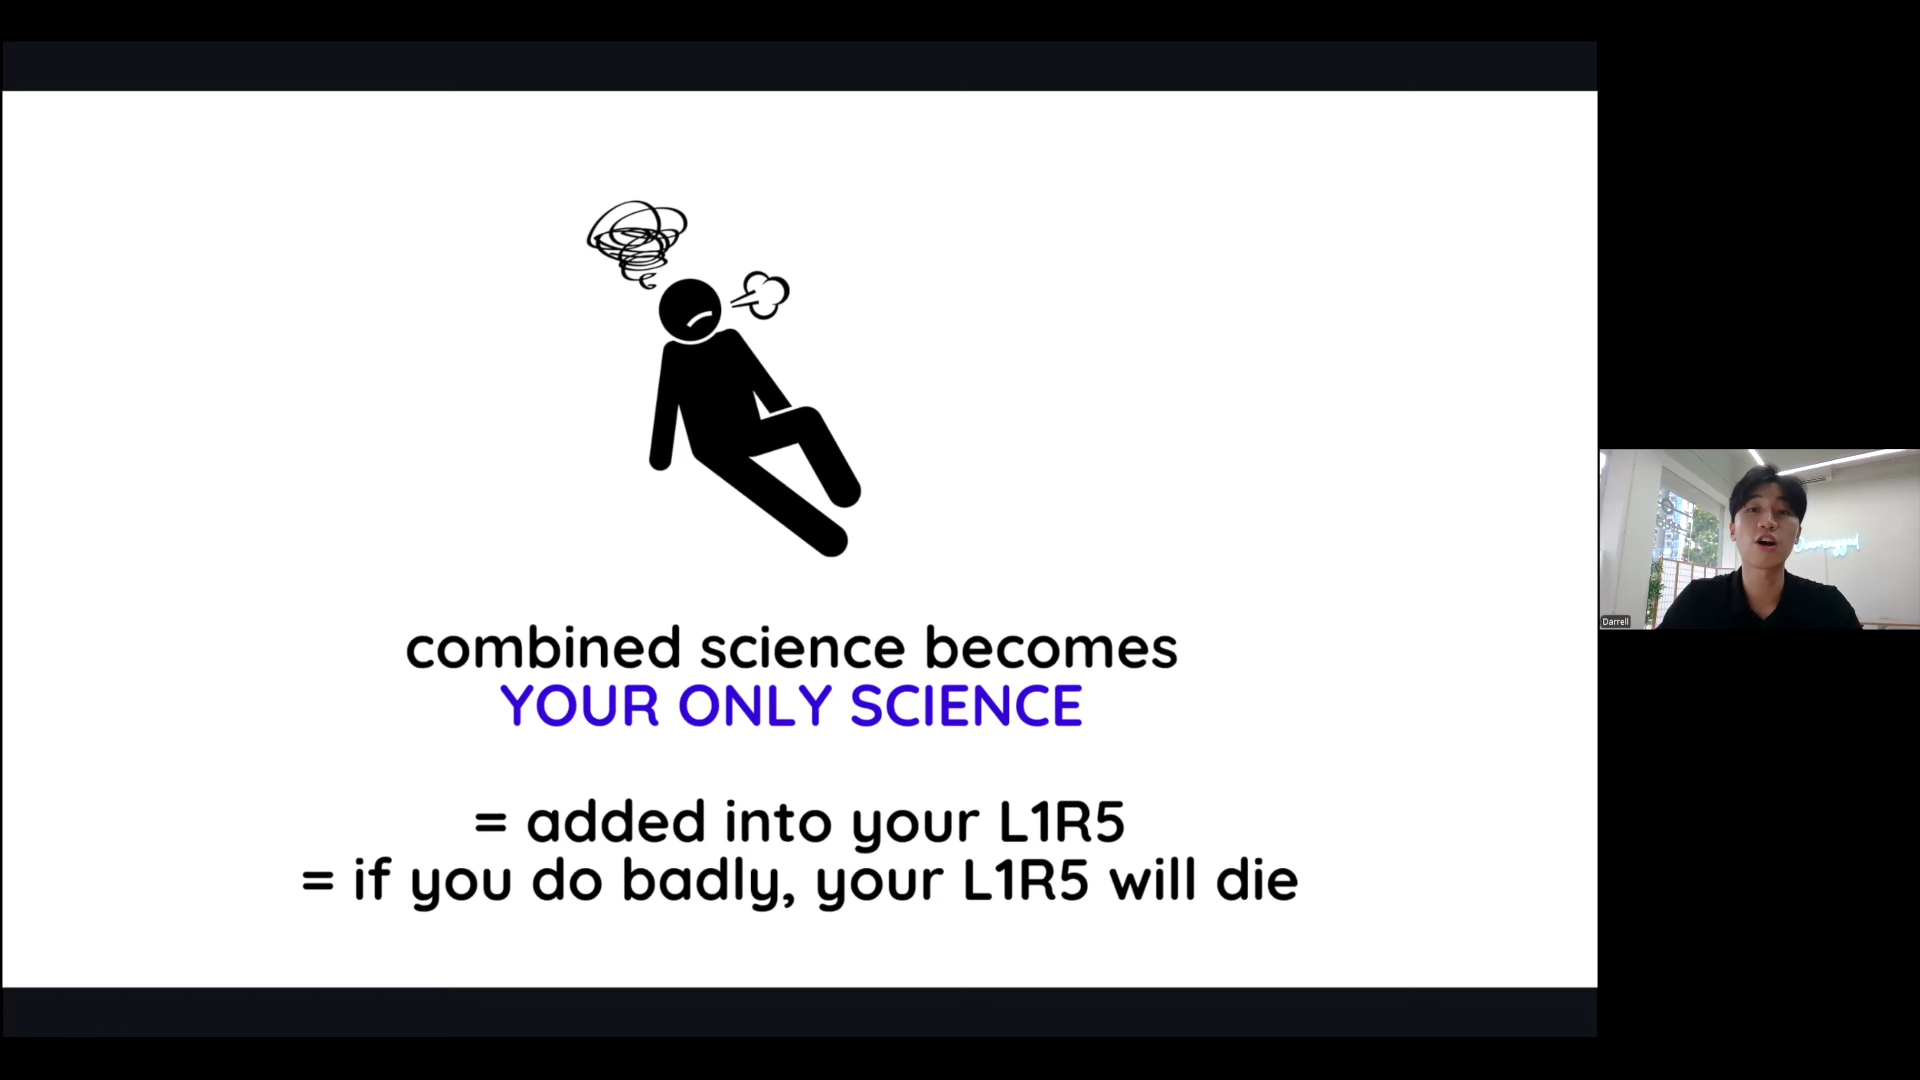 combined science becomes
YOUR ONLY SCIENCE
= added into your L1R5
= if you do badly, your L1R5 will die
Darrell